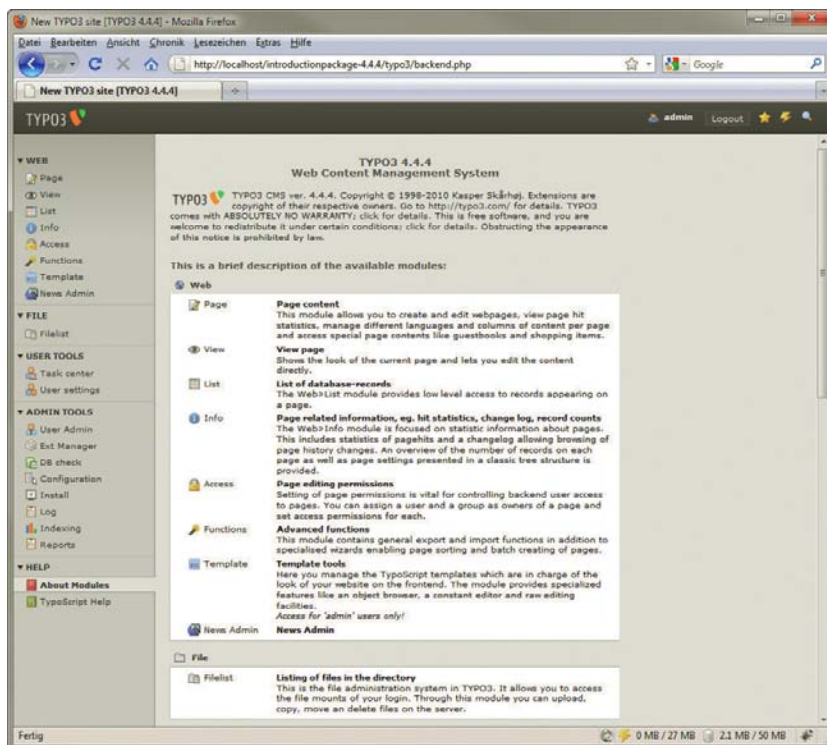 New TYPO3 site [TYPO3 4.4.4] - Mozilla Firefox
Datei Bearbeiten Ansicht Chronik Lesezeichen Extras Hilfe
http://localhost/introductionpackage-4.4.4/typo3/backend.php
Google
New TYPO3 site [TYPO3 4.4.4]
TYPO3
admin Logout
WEB
Page
View
List
Info
Access
Functions
Template
News Admin
FILE
Filelist
USER TOOLS
Task center
User settings
ADMIN TOOLS
User Admin
Ext Manager
DB check
Configuration
Install
Log
Indexing
Reports
HELP
About Modules
TypoScript Help
TYPO3 4.4.4
Web Content Management System
TYPO3
TYPO3 CMS ver. 4.4.4. Copyright © 1998-2010 Kasper Skårhøj. Extensions are
copyright of their respective owners. Go to http://typo3.com/ for details. TYPO3
comes with ABSOLUTELY NO WARRANTY; click for details. This is free software, and you are
welcome to redistribute it under certain conditions; click for details. Obstructing the appearance
of this notice is prohibited by law.
This is a brief description of the available modules:
Web
Page Page content
This module allows you to create and edit webpages, view page hit
statistics, manage different languages and columns of content per page
and access special page contents like guestbooks and shopping items.
View View page
Shows the look of the current page and lets you edit the content
directly.
List List of database-records
The Web>List module provides low level access to records appearing on
a page.
Info Page related information, eg. hit statistics, change log, record counts
The Web>Info module is focused on statistic information about pages.
This includes statistics of pagehits and a changelog allowing browsing of
page history changes. An overview of the number of records on each
page as well as page settings presented in a classic tree structure is
provided.
Access Page editing permissions
Setting of page permissions is vital for controlling backend user access
to pages. You can assign a user and a group as owners of a page and
set access permissions for each.
Functions Advanced functions
This module contains general export and import functions in addition to
specialised wizards enabling page sorting and batch creating of pages.
Template Template tools
Here you manage the TypoScript templates which are in charge of the
look of your website on the frontend. The module provides specialized
features like an object browser, a constant editor and raw editing
facilities.
Access for 'admin' users only!
News Admin News Admin
File
Filelist Listing of files in the directory
This is the file administration system in TYPO3. It allows you to access
the file mounts of your login. Through this module you can upload,
copy, move an delete files on the server.
Fertig
0 MB / 27 MB 2.1 MB / 50 MB